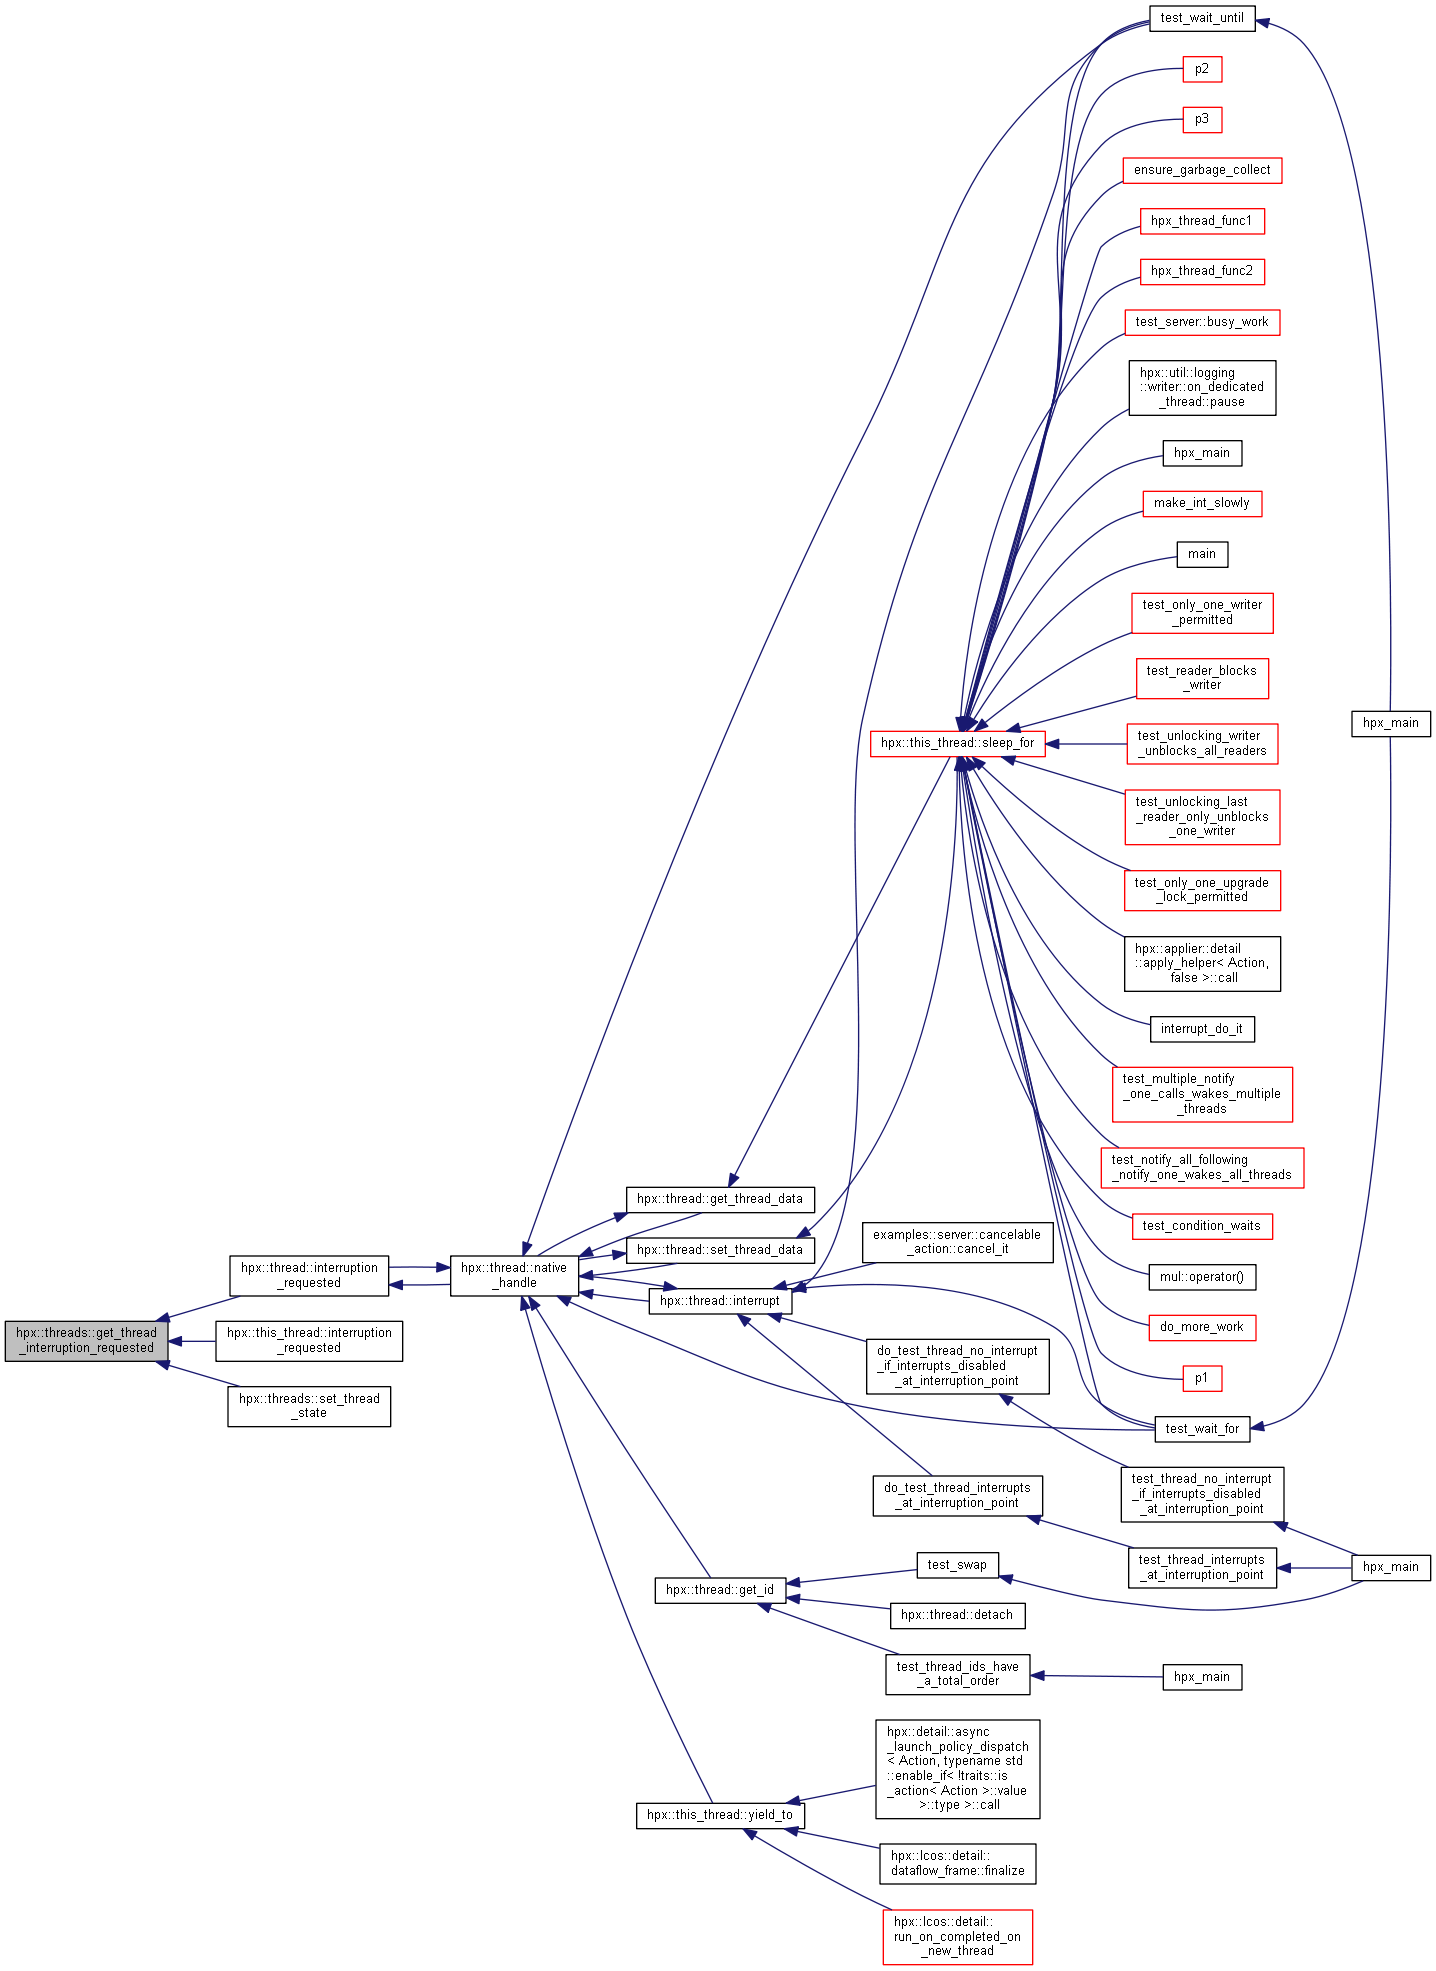 test_wait_until
p2
p3
ensure_garbage_collect
hpx_thread_func1
hpx_thread_func2
test_server::busy_work
hpx::util::logging
::writer::on_dedicated
_thread::pause
hpx_main
make_int_slowly
main
test_only_one_writer
_permitted
test_reader_blocks
_writer
hpx_main
hpx::this_thread::sleep_for
test_unlocking_writer
_unblocks_all_readers
test_unlocking_last
_reader_only_unblocks
_one_writer
test_only_one_upgrade
_lock_permitted
hpx::applier::detail
::apply_helper< Action,
false >::call
interrupt_do_it
test_multiple_notify
_one_calls_wakes_multiple
_threads
test_notify_all_following
_notify_one_wakes_all_threads
hpx::thread::get_thread_data
test_condition_waits
examples::server::cancelable
_action::cancel_it
hpx::thread::set_thread_data
hpx::thread::interruption
_requested
hpx::thread::native
_handle
mul::operator()
hpx::thread::interrupt
do_more_work
hpx::threads::get_thread
_interruption_requested
hpx::this_thread::interruption
_requested
do_test_thread_no_interrupt
_if_interrupts_disabled
_at_interruption_point
p1
hpx::threads::set_thread
_state
test_wait_for
do_test_thread_interrupts
_at_interruption_point
test_thread_no_interrupt
_if_interrupts_disabled
_at_interruption_point
test_swap
test_thread_interrupts
_at_interruption_point
hpx_main
hpx::thread::get_id
hpx::thread::detach
test_thread_ids_have
_a_total_order
hpx_main
hpx::detail::async
_launch_policy_dispatch
< Action, typename std
::enable_if< !traits::is
_action< Action >::value
>::type >::call
hpx::this_thread::yield_to
hpx::lcos::detail::
dataflow_frame::finalize
hpx::lcos::detail::
run_on_completed_on
_new_thread